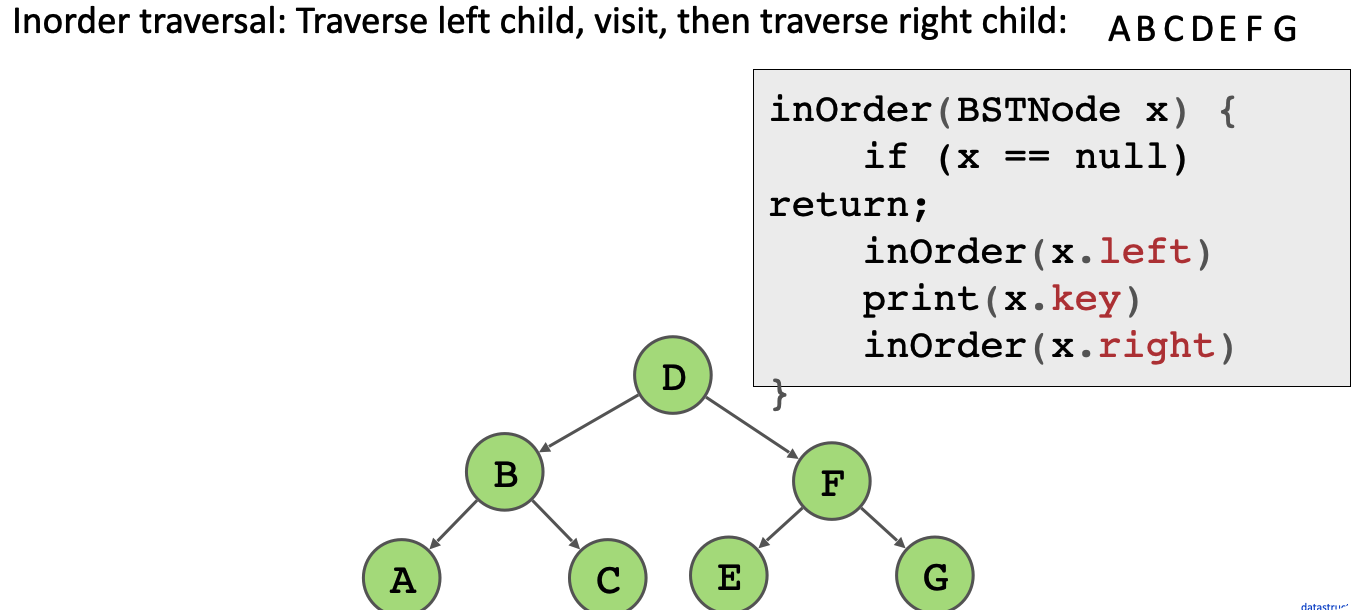 Inorder traversal: Traverse left child, visit, then traverse right child: A B C D E F G
inOrder(BSTNode x) {
if (x == null)
return;
inOrder(x.left)
print(x.key)
inOrder(x.right)
}
D
B
F
A C E G